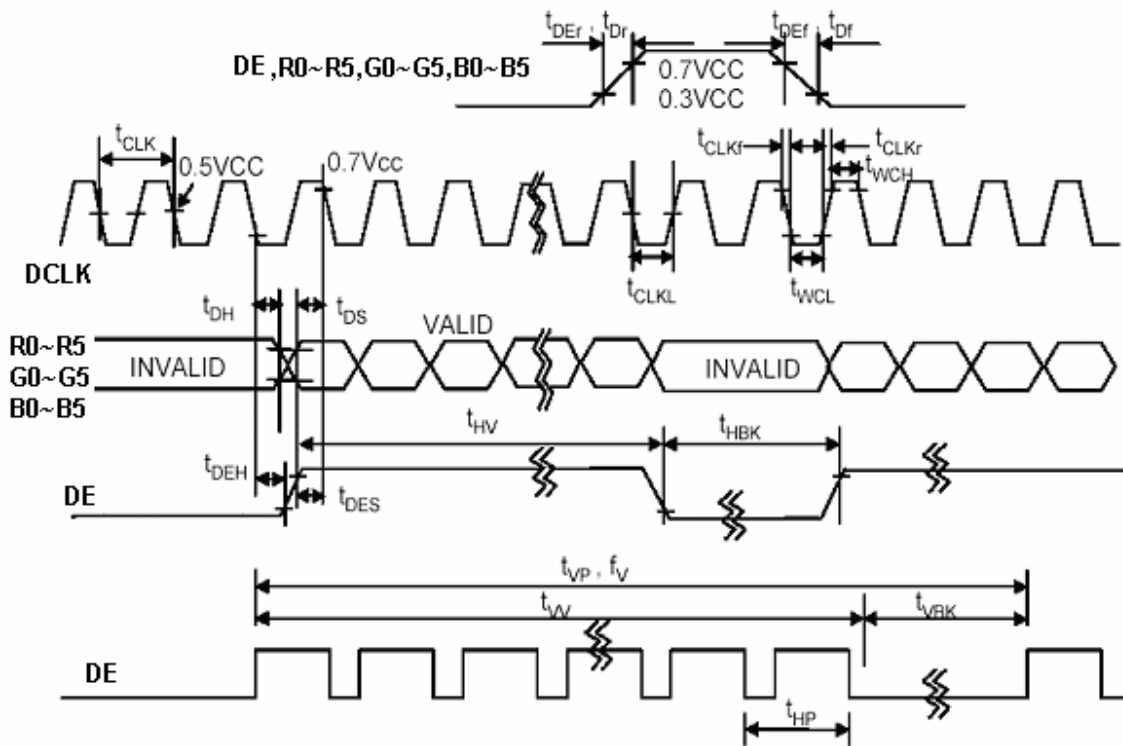 tDEr , tDr
tDEf , tDf
DE ,R0~R5,G0~G5,B0~B5
0.7VCC
0.3VCC
tCLK
0.5VCC
0.7Vcc
tCLKf
tCLKr
tWCH
DCLK
tCLKL
tWCL
tDH
tDS
R0~R5
G0~G5
B0~B5
INVALID
VALID
INVALID
tHV
tHBK
tDEH
DE
tDES
tVP , fV
tVV
tVBK
DE
tHP